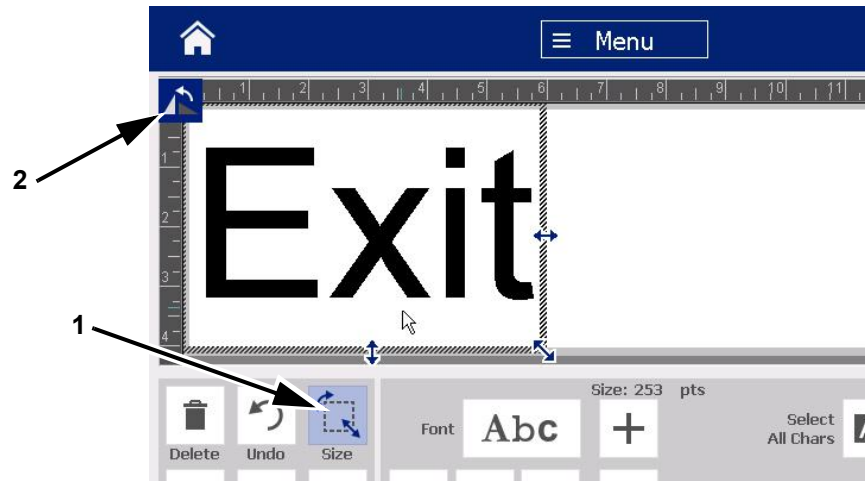 ≡ Menu
1 2 3 4 5 6 7 8 9 10 11
2
1
2
3
4
Exit
1
Size: 253 pts
Font Abc +
Select
All Chars
Delete Undo Size